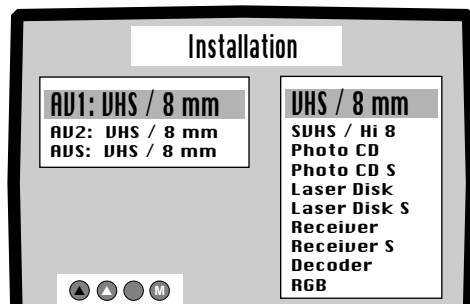 Installation
AV1: VHS / 8 mm
AV2: VHS / 8 mm
AVS: VHS / 8 mm
VHS / 8 mm
SVHS / Hi 8
Photo CD
Photo CD S
Laser Disk
Laser Disk S
Receiver
Receiver S
Decoder
RGB
M